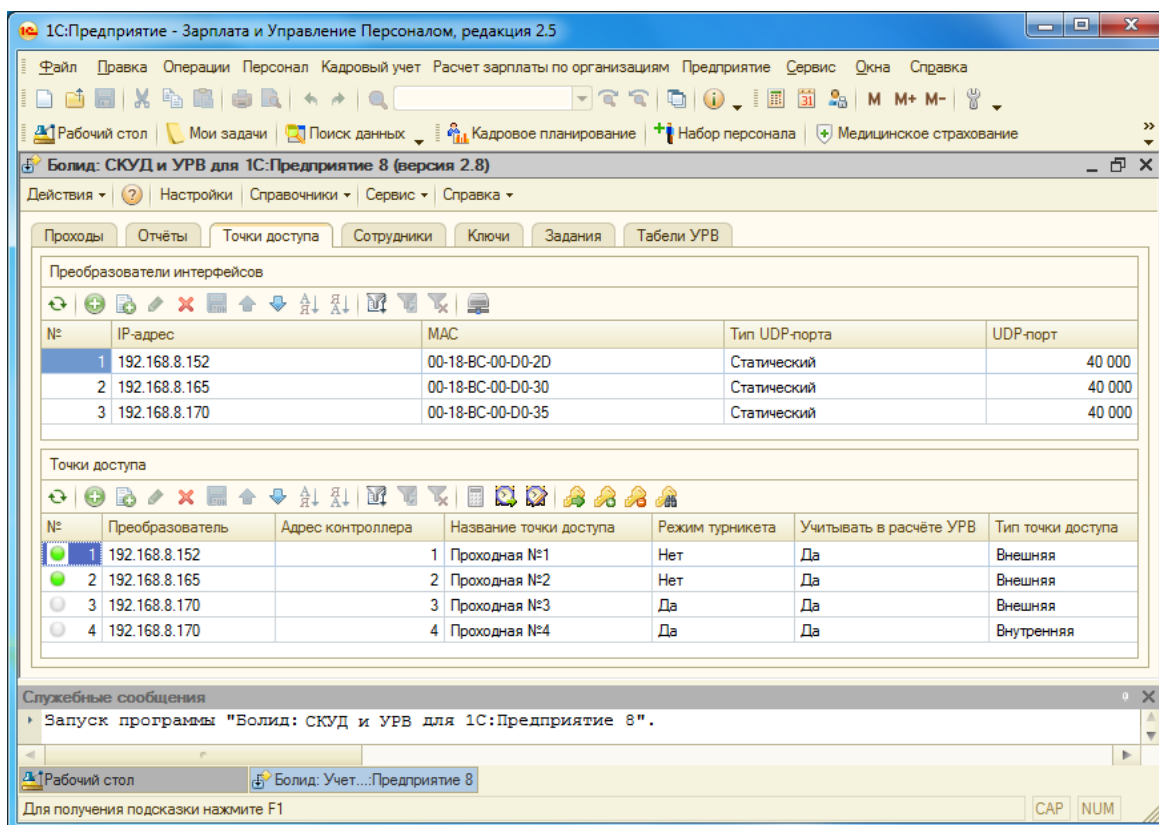 1С:Предприятие - Зарплата и Управление Персоналом, редакция 2.5
Файл Правка Операции Персонал Кадровый учет Расчет зарплаты по организациям Предприятие Сервис Окна Справка
M M+ M-
Рабочий стол Мои задачи Поиск данных Кадровое планирование Набор персонала Медицинское страхование
Болид: СКУД и УРВ для 1С:Предприятие 8 (версия 2.8)
Действия Настройки Справочники Сервис Справка
Проходы Отчёты Точки доступа Сотрудники Ключи Задания Табели УРВ
Преобразователи интерфейсов
№ IP-адрес MAC Тип UDP-порта UDP-порт
1 192.168.8.152 00-18-BC-00-D0-2D Статический 40 000
2 192.168.8.165 00-18-BC-00-D0-30 Статический 40 000
3 192.168.8.170 00-18-BC-00-D0-35 Статический 40 000
Точки доступа
№ Преобразователь Адрес контроллера Название точки доступа Режим турникета Учитывать в расчёте УРВ Тип точки доступа
1 192.168.8.152 1 Проходная №1 Нет Да Внешняя
2 192.168.8.165 2 Проходная №2 Нет Да Внешняя
3 192.168.8.170 3 Проходная №3 Да Да Внешняя
4 192.168.8.170 4 Проходная №4 Да Да Внутренняя
Служебные сообщения
Запуск программы "Болид: СКУД и УРВ для 1С:Предприятие 8".
Рабочий стол Болид: Учет...:Предприятие 8
Для получения подсказки нажмите F1 CAP NUM